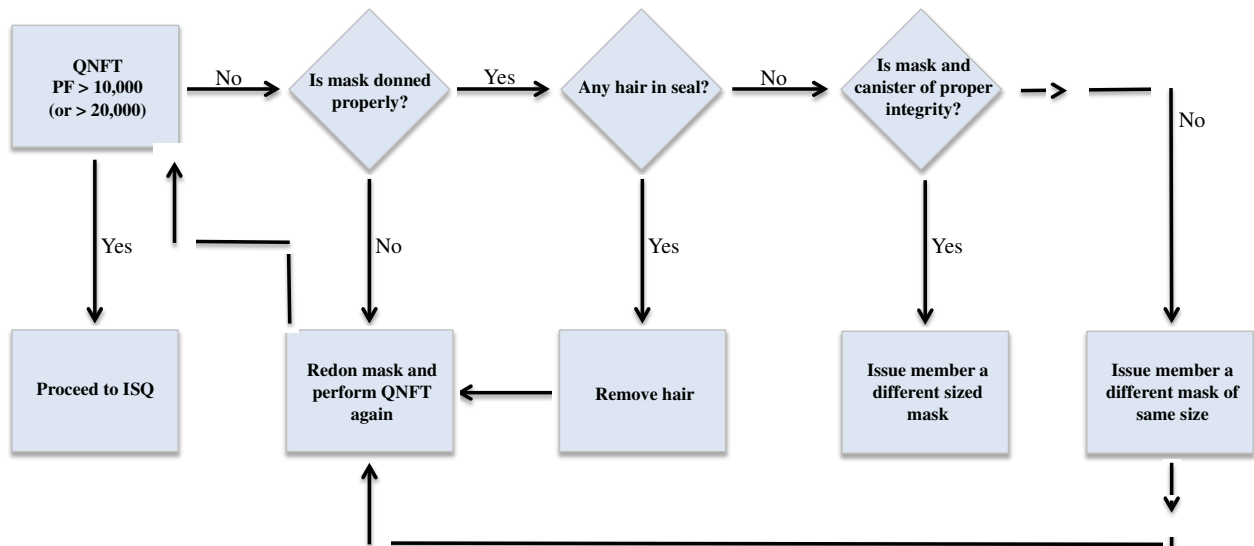 QNFT
PF > 10,000
(or > 20,000)
No
Is mask donned
properly?
Yes
Any hair in seal?
No
Is mask and
canister of proper
integrity?
No
Yes
No
Yes
Yes
Proceed to ISQ
Redon mask and
perform QNFT
again
Remove hair
Issue member a
different sized
mask
Issue member a
different mask of
same size